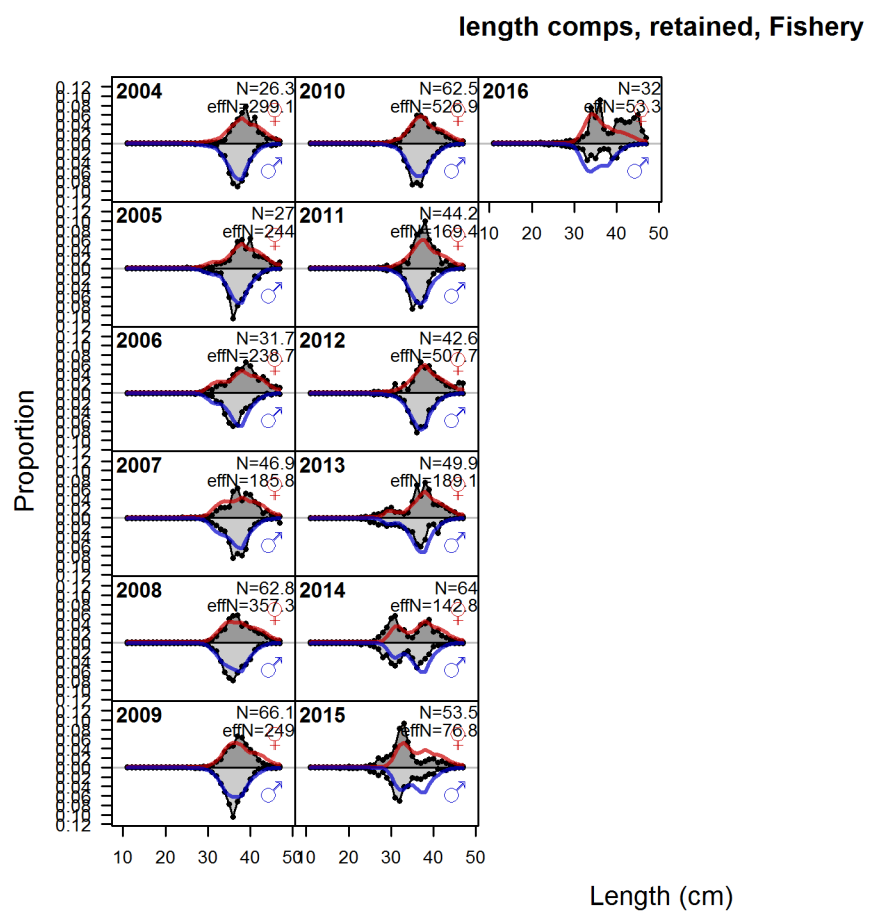 length comps, retained, Fishery
2004
N=26.3
effN=299.1
2010
N=62.5
effN=526.9
2016
N=32
effN=53.3
2005
N=27
effN=244
2011
N=44.2
effN=169.4
10 20 30 40 50
2006
N=31.7
effN=238.7
2012
N=42.6
effN=507.7
2007
N=46.9
effN=185.8
2013
N=49.9
effN=189.1
2008
N=62.8
effN=357.3
2014
N=64
effN=142.8
2009
N=66.1
effN=249
2015
N=53.5
effN=76.8
10 20 30 40 50
10 20 30 40 50
Proportion
Length (cm)